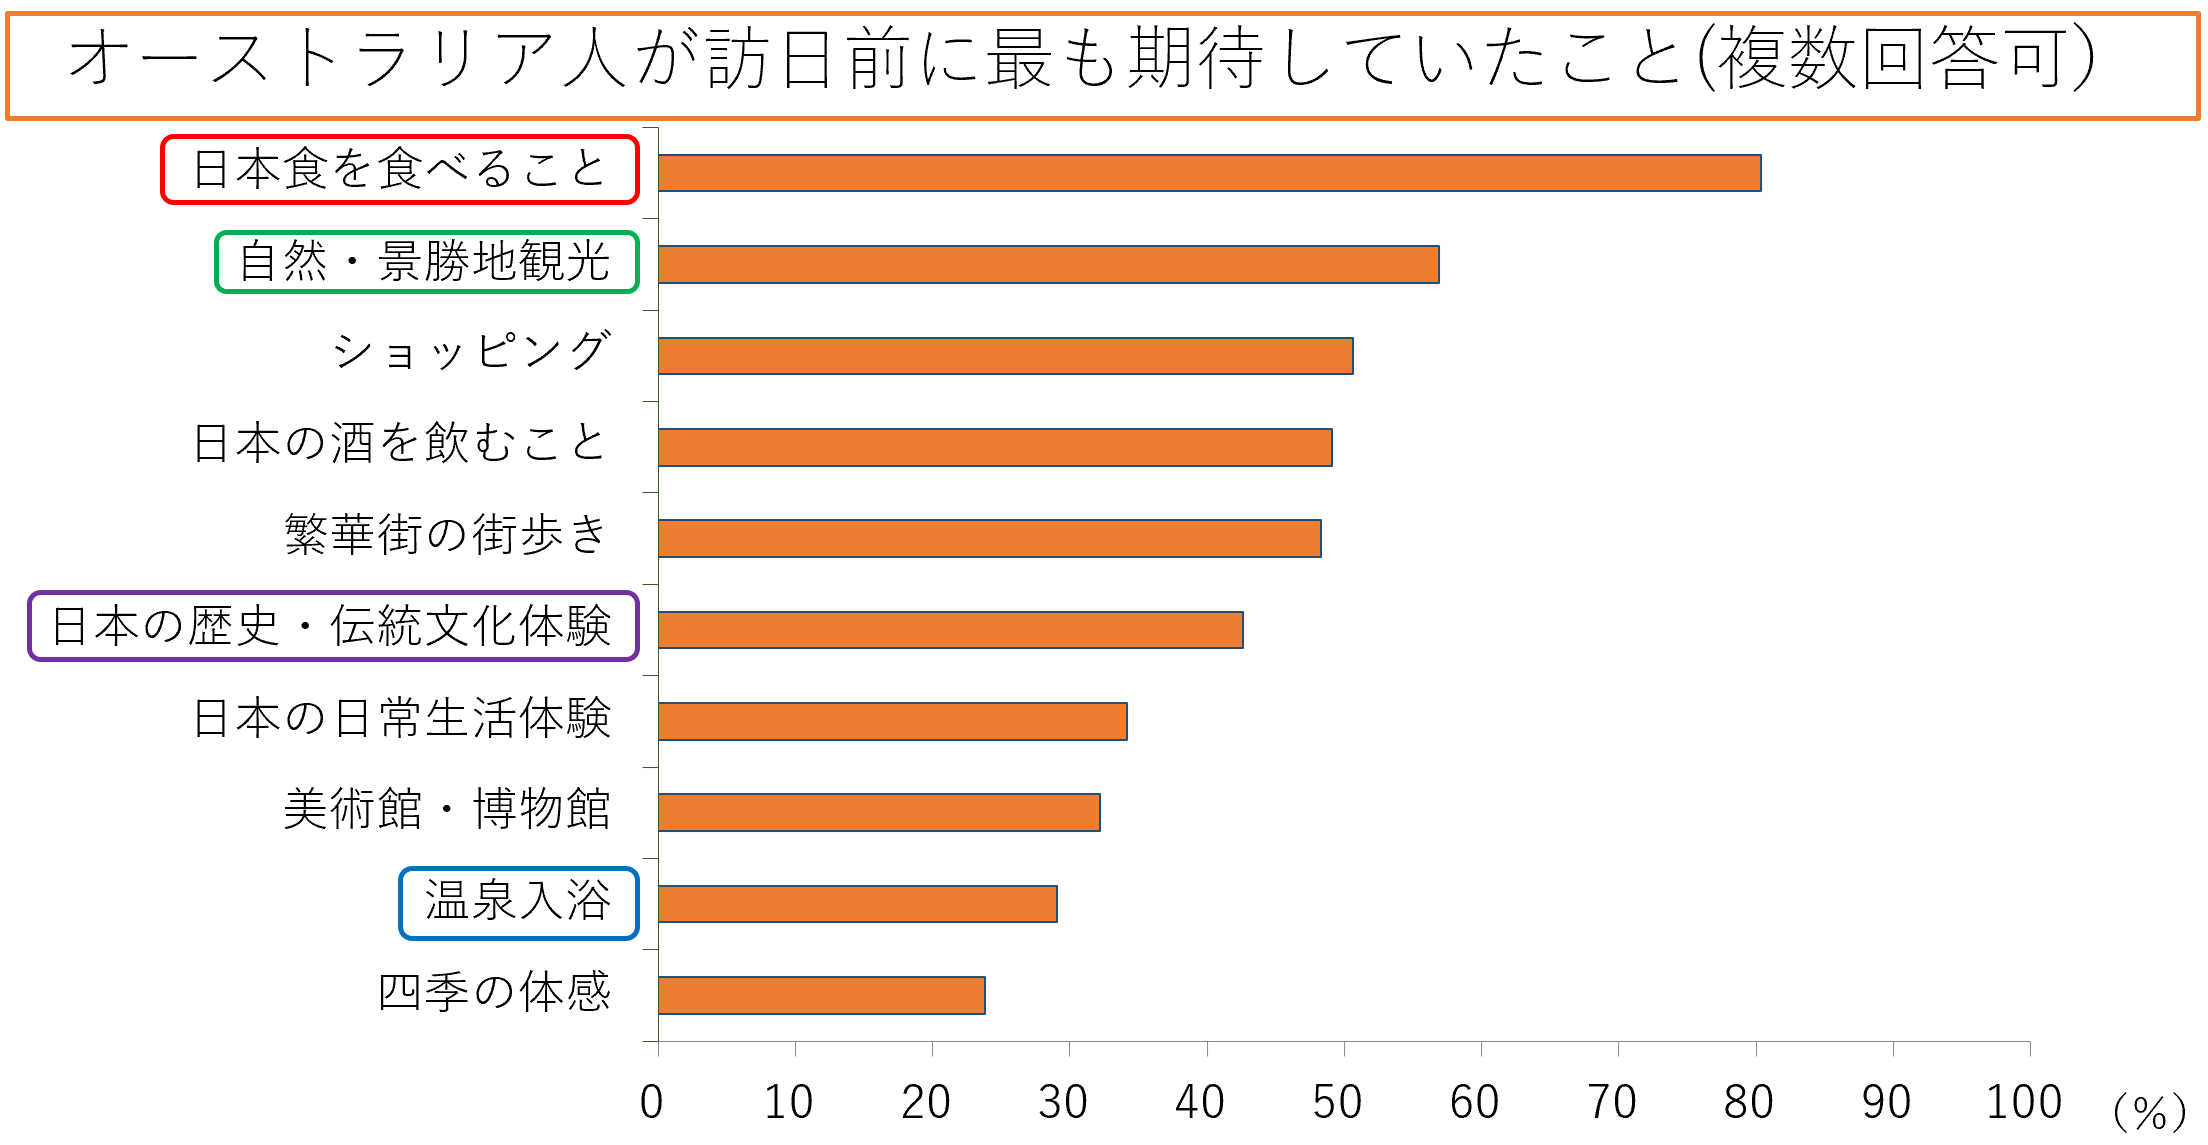 オーストラリア人が訪日前に最も期待していたこと(複数回答可)
日本食を食べること
自然・景勝地観光
ショッピング
日本の酒を飲むこと
繁華街の街歩き
日本の歴史・伝統文化体験
日本の日常生活体験
美術館・博物館
温泉入浴
四季の体感
0 10 20 30 40 50 60 70 80 90 100 (%)